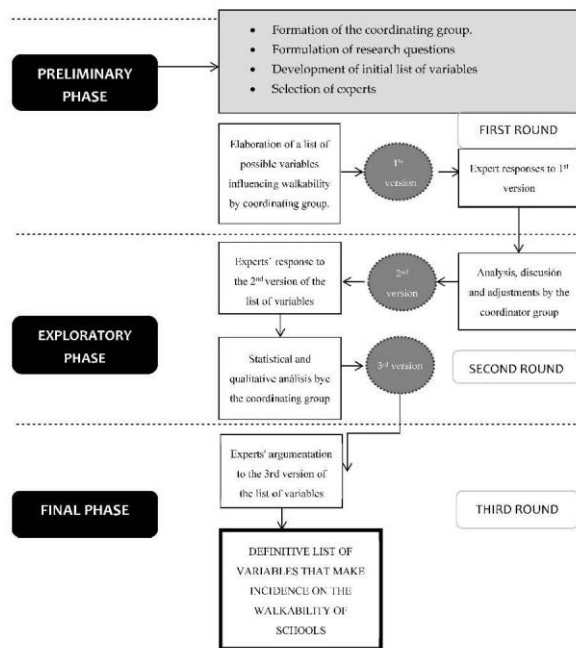 • Formation of the coordinating group.
• Formulation of research questions
• Development of initial list of variables
• Selection of experts
PRELIMINARY
PHASE
FIRST ROUND
Elaboration of a list of
possible variables
influencing walkability
by coordinating group.
1th
version
Expert responses to 1st
version
Experts´ response to
the 2nd version of the
list of variables
2nd
version
Analysis, discusión
and adjustments by the
coordinator group
EXPLORATORY
PHASE
Statistical and
qualitative análisis bye
the coordinating group
3rd version
SECOND ROUND
Experts' argumentation
to the 3rd version of
the list of variables
FINAL PHASE
THIRD ROUND
DEFINITIVE LIST OF
VARIABLES THAT MAKE
INCIDENCE ON THE
WALKABILITY OF
SCHOOLS